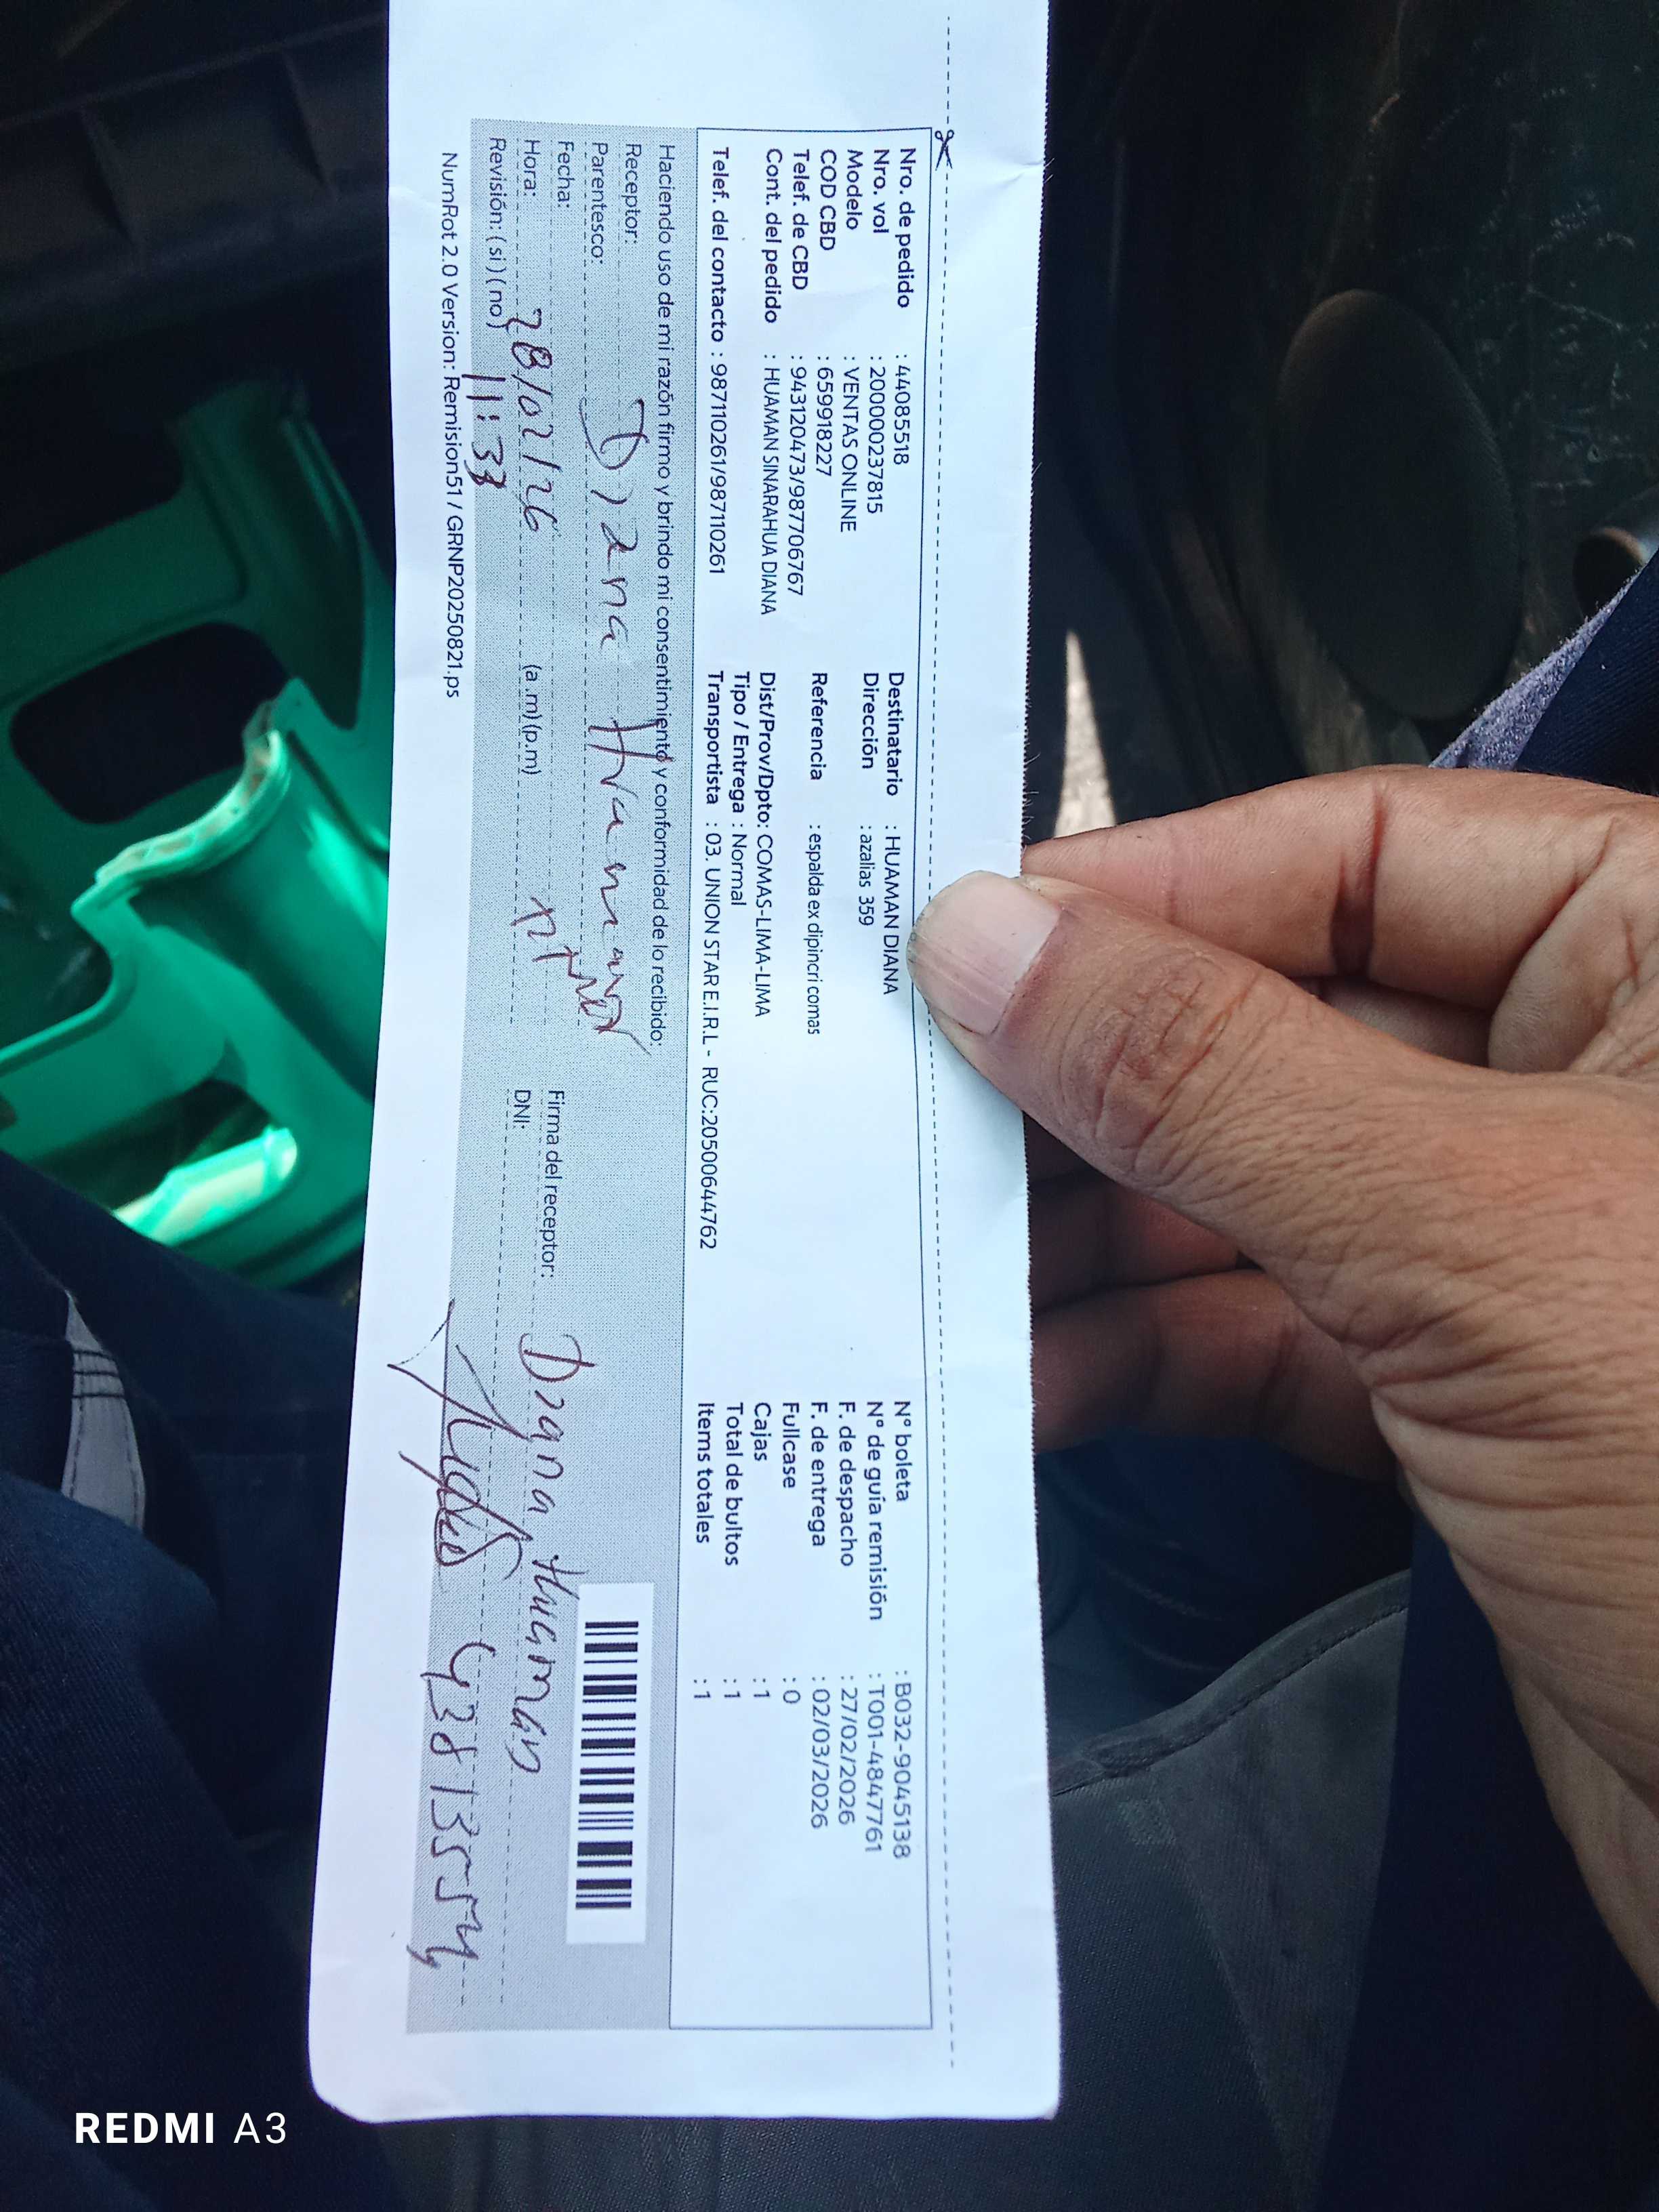 Nro. de pedido : 44085518
Nro. vol : 2000000237815
Modelo : VENTAS ONLINE
COD CBD : 659918227
Telef. de CBD : 943120473/987706767
Cont. del pedido : HUAMAN SINARAHUA DIANA
Telef. del contacto : 987110261/987110261
Destinatario : HUAMAN DIANA
Dirección : azalias 359
Referencia : espalda ex dipincri comas
Dist/Prov/Dpto: COMAS-LIMA-LIMA
Tipo / Entrega : Normal
Transportista : 03. UNION STAR E.I.R.L - RUC:20500644762
N° boleta : B032-9045138
N° de guía remisión : T001-4847761
F. de despacho : 27/02/2026
F. de entrega : 02/03/2026
Fullcase : 0
Cajas : 1
Total de bultos : 1
Items totales : 1
Haciendo uso de mi razón firmo y brindo mi consentimiento y conformidad de lo recibido:
Receptor: Diana Huaman
Parentesco:
Fecha: 28/02/26
Hora: 11:33 (a .m) (p.m)
Revisión: ( si ) ( no)
Firma del receptor: Diana Huaman
DNI:
NumRot 2.0 Version: Remision51 / GRNP20250821.ps
REDMI A3